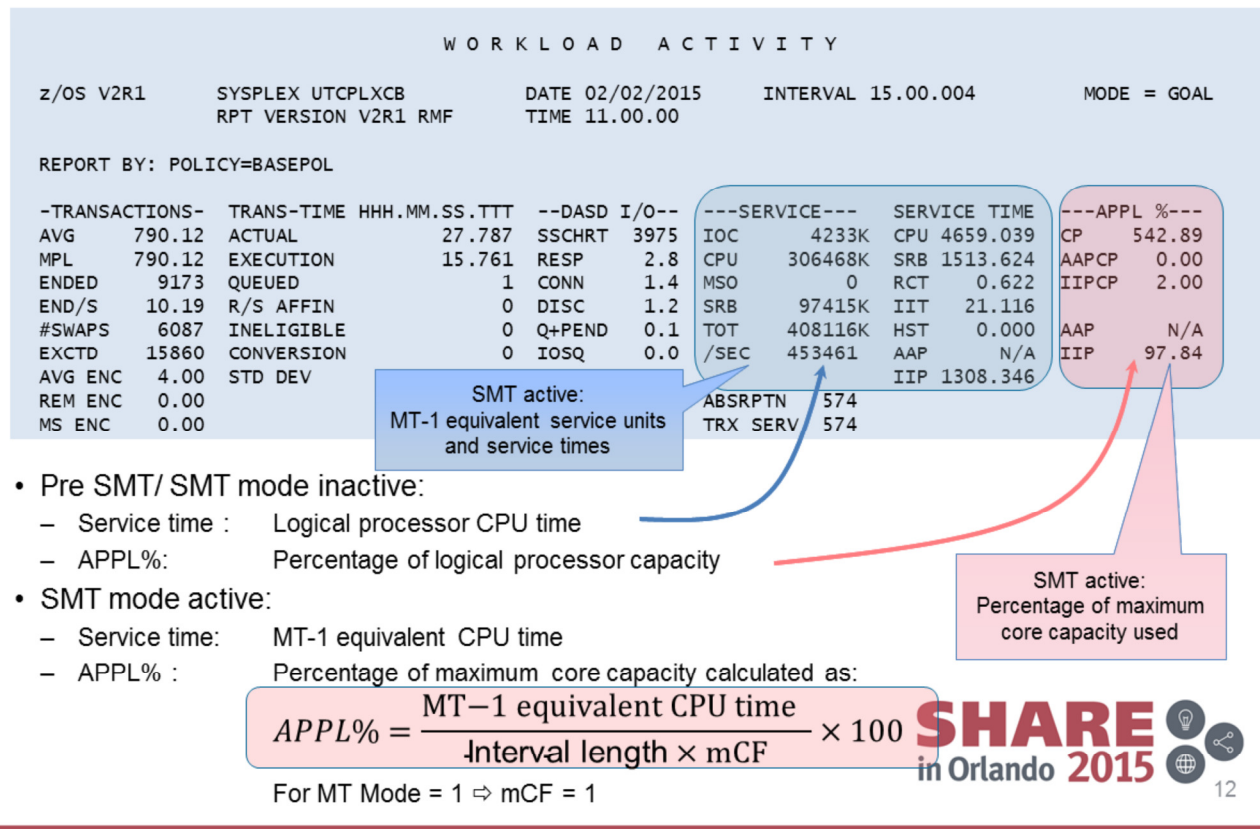 WORKLOAD ACTIVITY
z/OS V2R1 SYSPLEX UTCPLXCB DATE 02/02/2015 INTERVAL 15.00.004 MODE = GOAL
RPT VERSION V2R1 RMF TIME 11.00.00
REPORT BY: POLICY=BASEPOL
-TRANSACTIONS- TRANS-TIME HHH.MM.SS.TTT --DASD I/O-- ---SERVICE--- SERVICE TIME ---APPL %---
AVG 790.12 ACTUAL 27.787 SSCHRT 3975 IOC 4233K CPU 4659.039 CP 542.89
MPL 790.12 EXECUTION 15.761 RESP 2.8 CPU 306468K SRB 1513.624 AAPCP 0.00
ENDED 9173 QUEUED 1 CONN 1.4 MSO 0 RCT 0.622 IIPCP 2.00
END/S 10.19 R/S AFFIN 0 DISC 1.2 SRB 97415K IIT 21.116
#SWAPS 6087 INELIGIBLE 0 Q+PEND 0.1 TOT 408116K HST 0.000 AAP N/A
EXCTD 15860 CONVERSION 0 IOSQ 0.0 /SEC 453461 AAP N/A IIP 97.84
AVG ENC 4.00 STD DEV IIP 1308.346
REM ENC 0.00 ABSRPTN 574
MS ENC 0.00 TRX SERV 574
SMT active:
MT-1 equivalent service units
and service times
• Pre SMT/ SMT mode inactive:
– Service time : Logical processor CPU time
– APPL%: Percentage of logical processor capacity
SMT active:
Percentage of maximum
core capacity used
• SMT mode active:
– Service time: MT-1 equivalent CPU time
– APPL% : Percentage of maximum core capacity calculated as:
APPL% = MT−1 equivalent CPU time / Interval length × mCF × 100
For MT Mode = 1 ⇨ mCF = 1
SHARE
in Orlando 2015
12